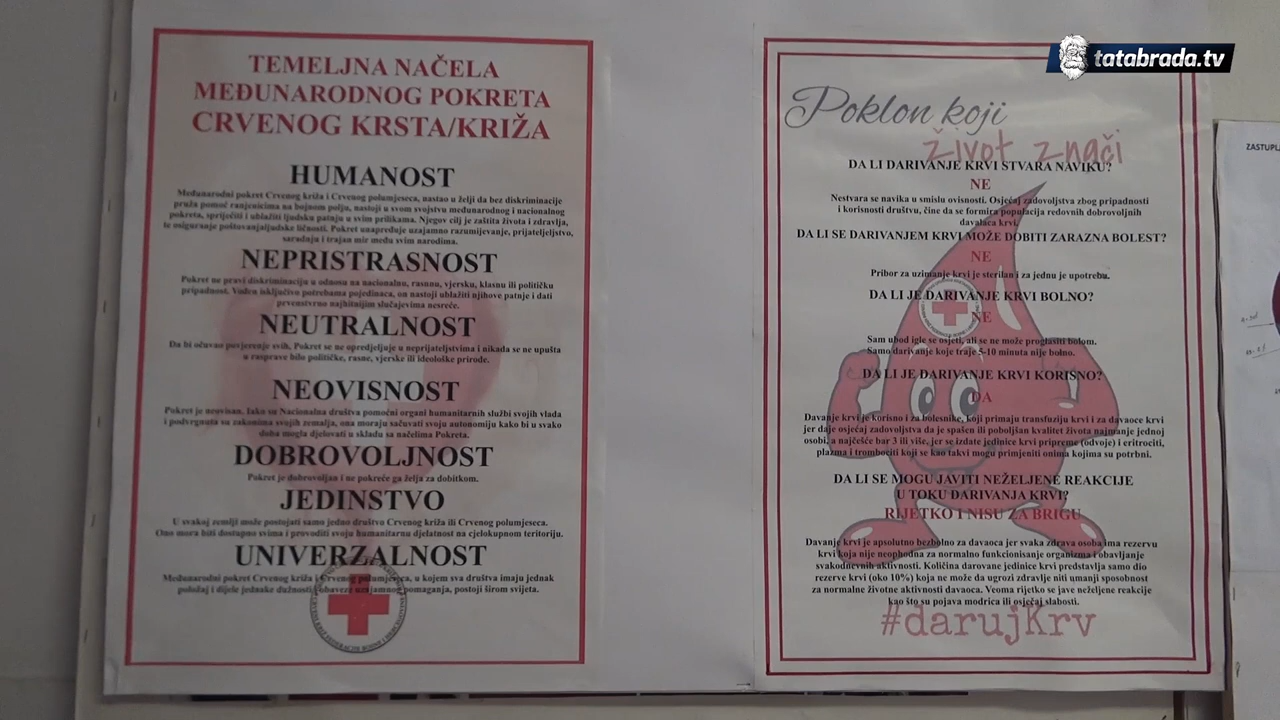 TEMELJNA NAČELA
MEĐUNARODNOG POKRETA
CRVENOG KRSTA/KRIŽA
HUMANOST
Međunarodni pokret Crvenog križa i Crvenog polumjeseca, nastao u želji da bez diskriminacije
pruža pomoć ranjenicima na bojnom polju, nastoji u svom svojstvu međunarodnog i nacionalnog
pokreta, spriječiti i ublažiti ljudsku patnju u svim prilikama. Njegov cilj je zaštita života i zdravlja,
te osiguranje poštovanja ljudske ličnosti. Pokret unapređuje uzajamno razumijevanje, prijateljstvo,
saradnju i trajan mir među svim narodima.
NEPRISTRASNOST
Pokret ne pravi diskriminaciju u odnosu na nacionalnu, rasnu, vjersku, klasnu ili političku
pripadnost. Vođen isključivo potrebama pojedinaca, on nastoji ublažiti njihove patnje i dati
prvenstvo najhitnijim slučajevima nesreće.
NEUTRALNOST
Da bi očuvao povjerenje svih, Pokret se ne opredjeljuje u neprijateljstvima i nikada se ne upušta
u rasprave bilo političke, rasne, vjerske ili ideološke prirode.
NEOVISNOST
Pokret je neovisan. Iako su Nacionalna društva pomoćni organi humanitarnih službi svojih vlada
i podvrgnuta su zakonima svojih zemalja, ona moraju sačuvati svoju autonomiju kako bi u svako
doba mogla djelovati u skladu sa načelima Pokreta.
DOBROVOLJNOST
Pokret je dobrovoljan i ne pokreće ga želja za dobitkom.
JEDINSTVO
U svakoj zemlji može postojati samo jedno društvo Crvenog križa ili Crvenog polumjeseca.
Ono mora biti dostupno svima i provoditi svoju humanitarnu djelatnost na cjelokupnom teritoriju.
UNIVERZALNOST
Međunarodni pokret Crvenog križa i Crvenog polumjeseca, u kojem sva društva imaju jednak
položaj i dijele jednake dužnosti, obaveze uzajamnog pomaganja, postoji širom svijeta.
tatabrada.tv
Poklon koji
život znači
DA LI DARIVANJE KRVI STVARA NAVIKU?
NE
Nestvara se navika u smislu ovisnosti. Osjećaj zadovoljstva zbog pripadnosti
i korisnosti društvu, čine da se formira populacija redovnih dobrovoljnih
davalaca krvi.
DA LI SE DARIVANJEM KRVI MOŽE DOBITI ZARAZNA BOLEST?
NE
Pribor za uzimanje krvi je sterilan i za jednu je upotrebu.
DA LI JE DARIVANJE KRVI BOLNO?
NE
Sam ubod igle se osjeti, ali se ne može proglasiti bolom.
Samo darivanje koje traje 5-10 minuta nije bolno.
DA LI JE DARIVANJE KRVI KORISNO?
DA
Davanje krvi je korisno i za bolesnike, koji primaju transfuziju krvi i za davaoce krvi
jer daje osjećaj zadovoljstva da je spašen ili poboljšan kvalitet života najmanje jednoj
osobi, a najčešće bar 3 ili više, jer se izdate jedinice krvi pripreme (odvoje) i eritrociti,
plazma i trombociti koji se kao takvi mogu primjeniti onima kojima su potrbni.
DA LI SE MOGU JAVITI NEŽELJENE REAKCIJE
U TOKU DARIVANJA KRVI?
RIJETKO I NISU ZA BRIGU
Davanje krvi je apsolutno bezbolno za davaoca jer svaka zdrava osoba ima rezervu
krvi koja nije neophodna za normalno funkcionisanje organizma i obavljanje
svakodnevnih aktivnosti. Količina darovane jedinice krvi predstavlja samo dio
rezerve krvi (oko 10%) koja ne može da ugrozi zdravlje niti umanji sposobnost
za normalne životne aktivnosti davaoca. Veoma rijetko se jave neželjene reakcije
kao što su pojava modrica ili osjećaj slabosti.
#darujKrv
ZASTUPLJ